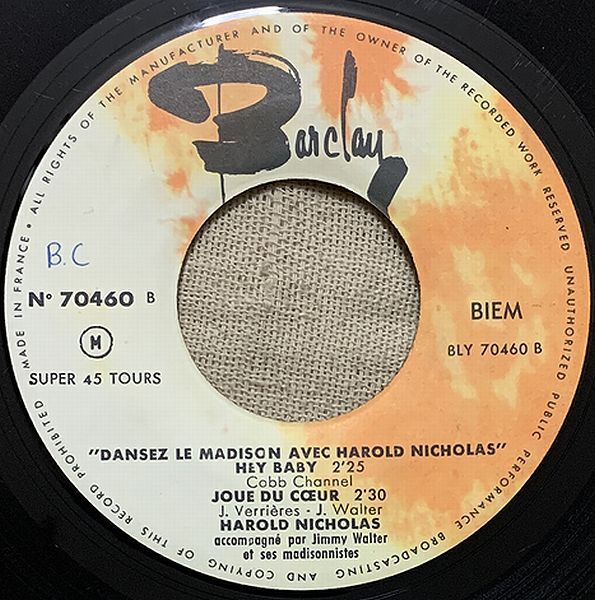 Barclay
ALL RIGHTS OF THE MANUFACTURER AND OF THE OWNER OF THE RECORDED WORK RESERVED UNAUTHORIZED PUBLIC PERFORMANCE BROADCASTING AND COPYING OF THIS RECORD PROHIBITED MADE IN FRANCE •
B.C
N° 70460 B
M
SUPER 45 TOURS
BIEM
BLY 70460 B
"DANSEZ LE MADISON AVEC HAROLD NICHOLAS"
HEY BABY 2'25
Cobb Channel
JOUE DU CŒUR 2'30
J. Verrières - J. Walter
HAROLD NICHOLAS
accompagné par Jimmy Walter
et ses madisonnistes